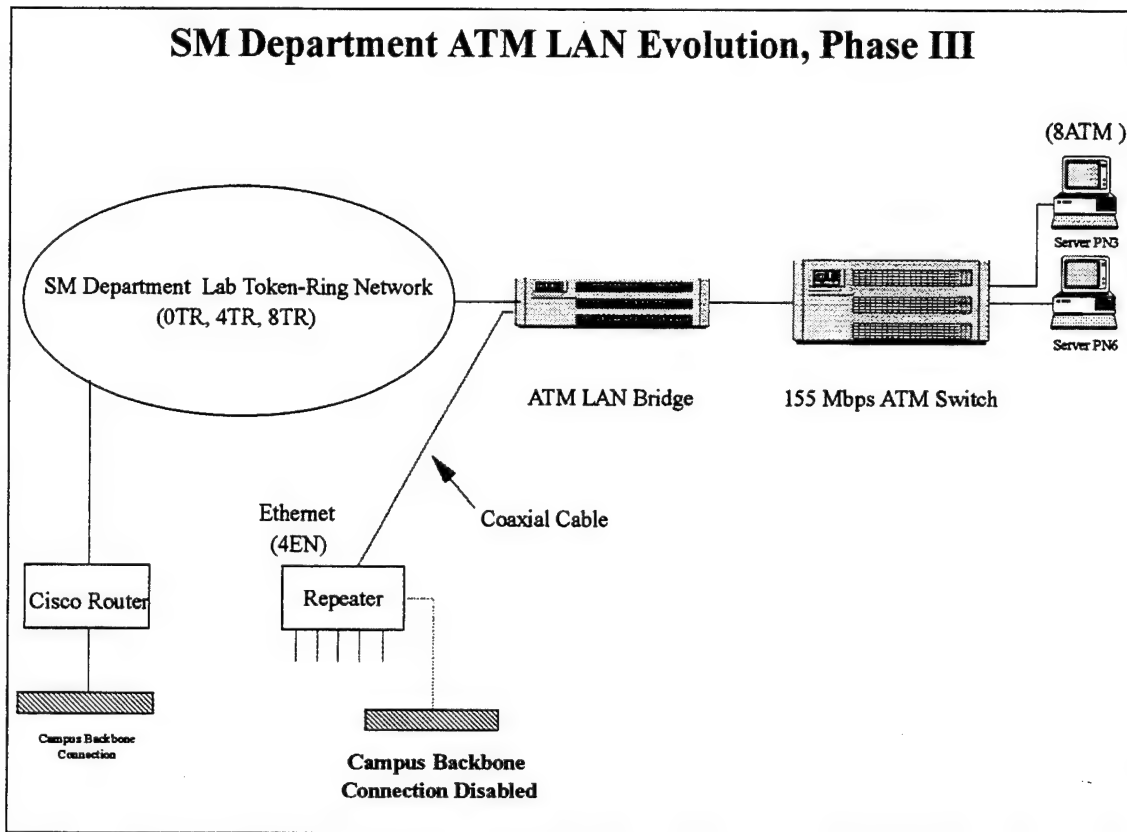 SM Department ATM LAN Evolution, Phase III
(8ATM )
Server PN3
Server PN6
SM Department Lab Token-Ring Network
(0TR, 4TR, 8TR)
ATM LAN Bridge
155 Mbps ATM Switch
Coaxial Cable
Ethernet
(4EN)
Cisco Router
Repeater
Campus Backbone
Connection
Campus Backbone
Connection Disabled